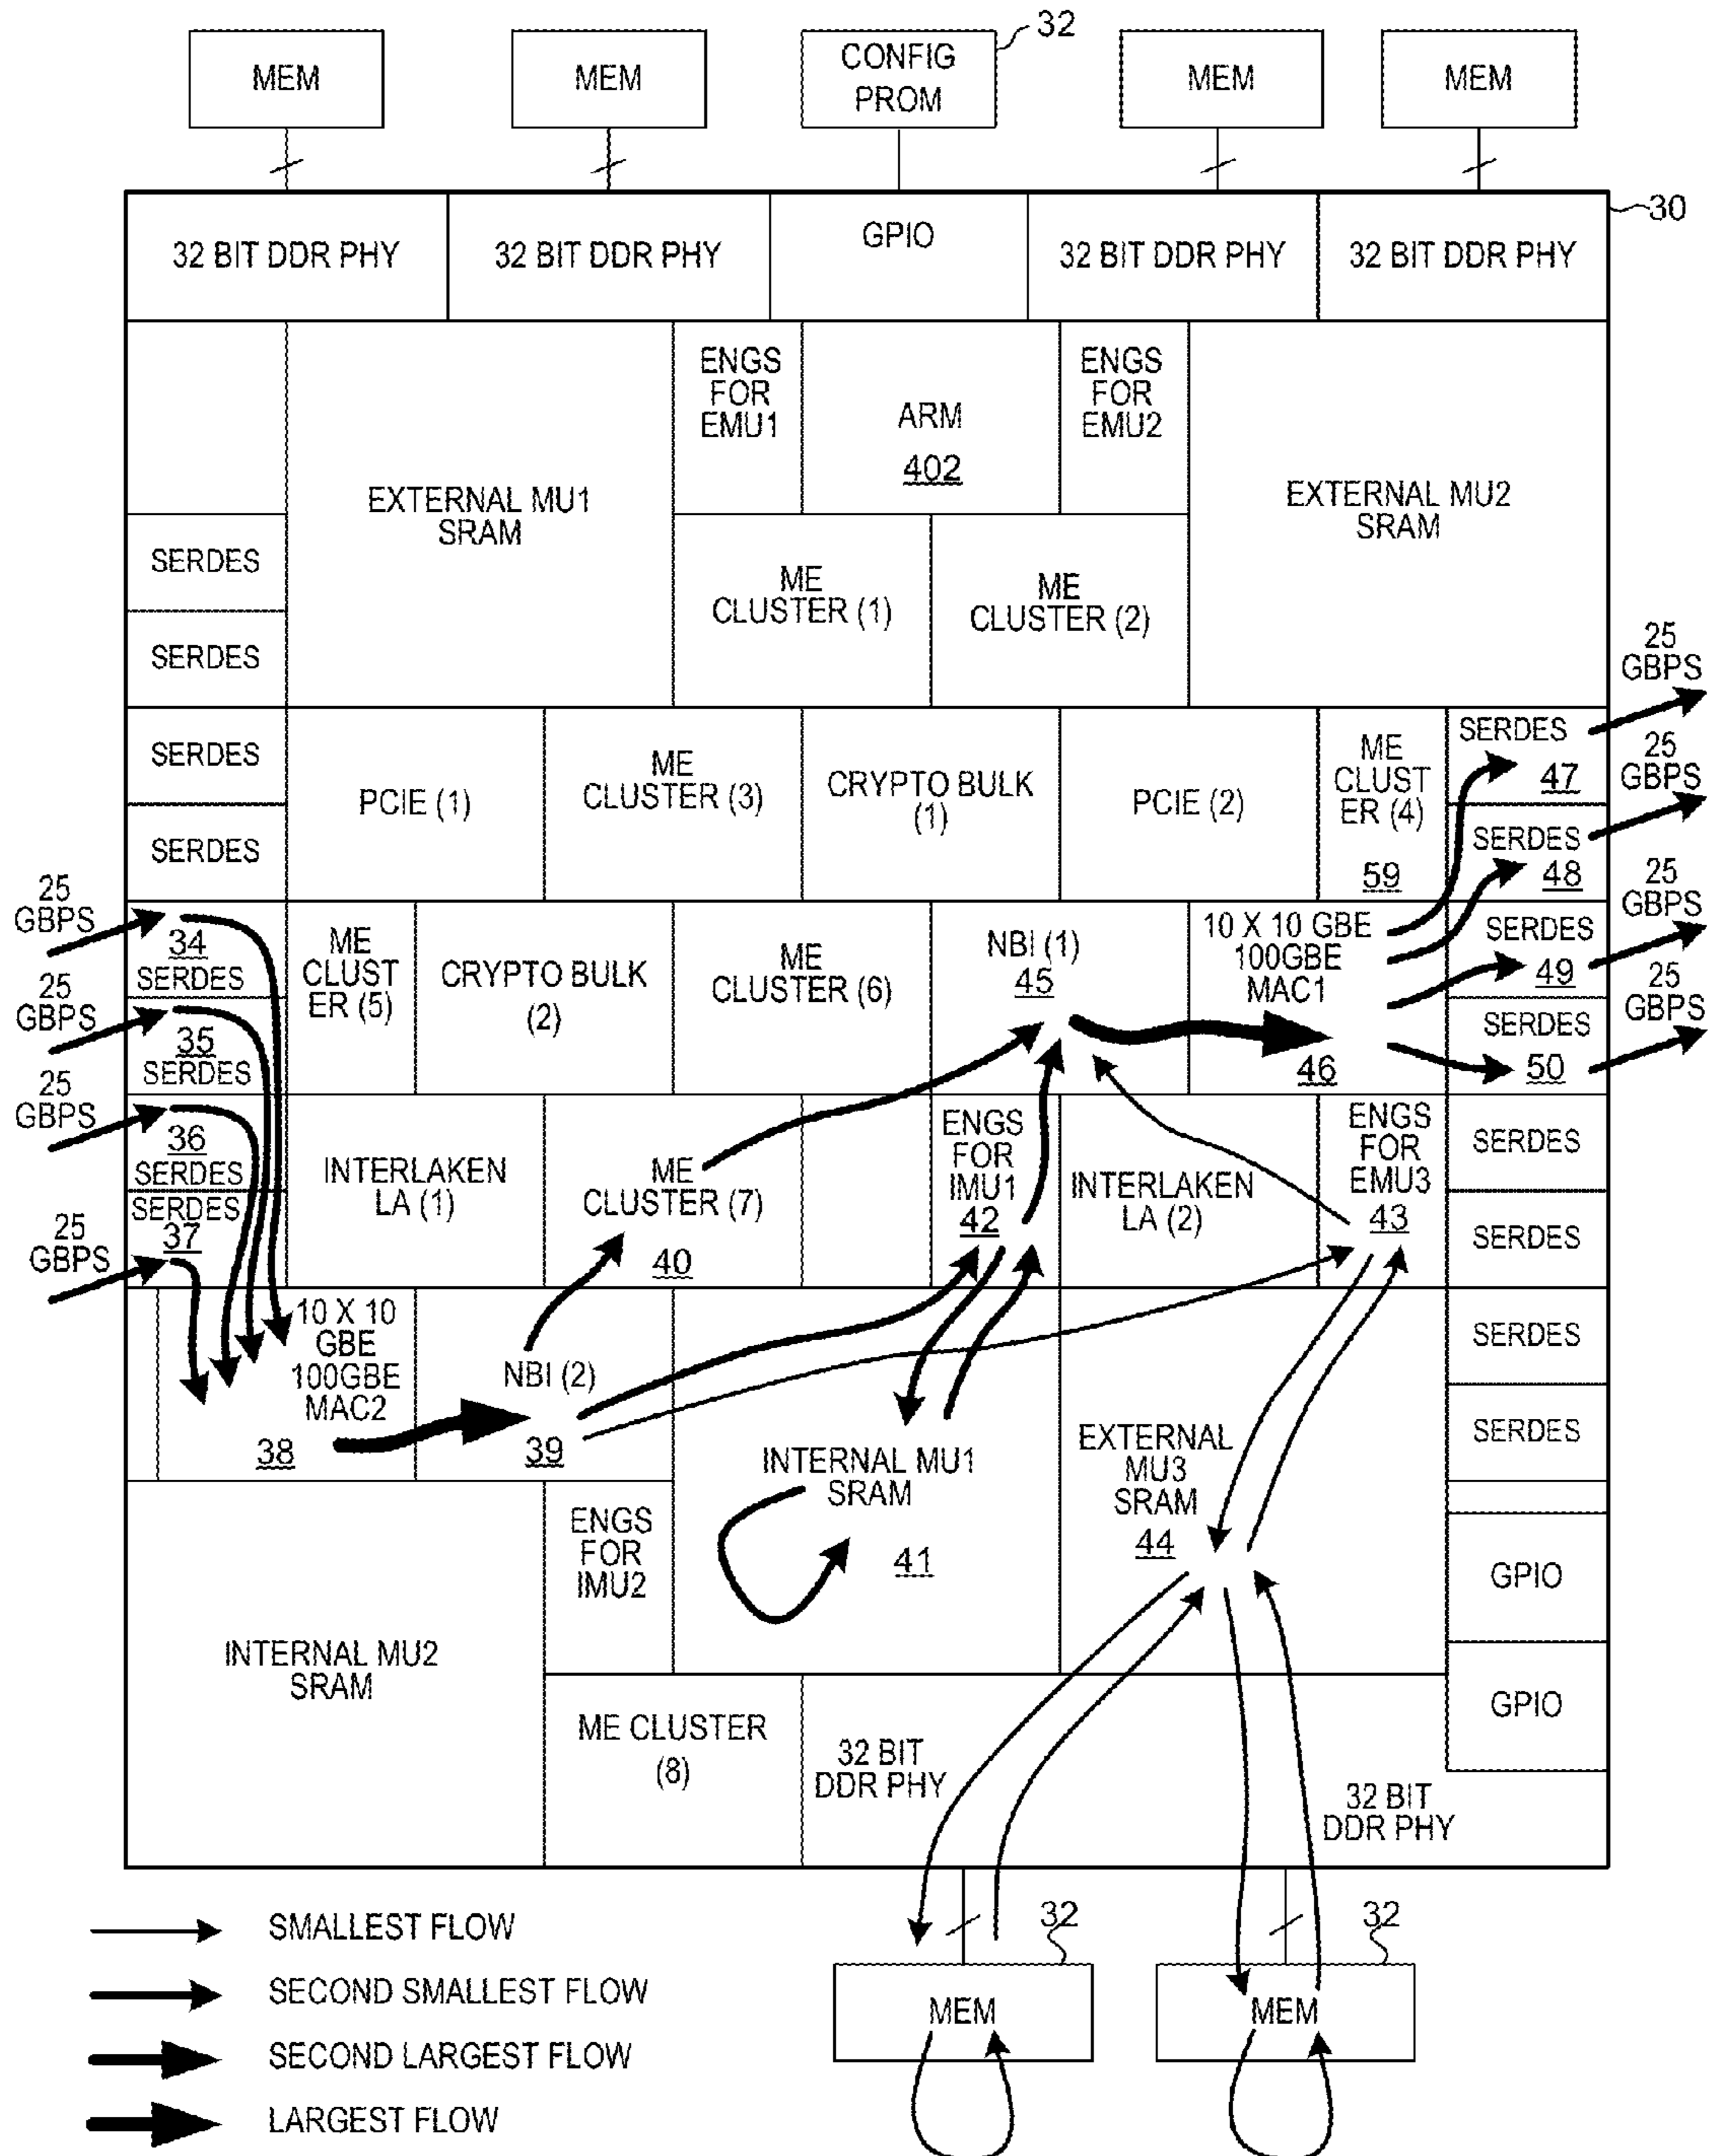 32
MEM
MEM
CONFIG
PROM
MEM
MEM
30
32 BIT DDR PHY
32 BIT DDR PHY
GPIO
32 BIT DDR PHY
32 BIT DDR PHY
ENGS
FOR
EMU1
ARM
402
ENGS
FOR
EMU2
EXTERNAL MU1
SRAM
EXTERNAL MU2
SRAM
SERDES
SERDES
ME
CLUSTER (1)
ME
CLUSTER (2)
25
GBPS
SERDES
SERDES
PCIE (1)
ME
CLUSTER (3)
CRYPTO BULK
(1)
PCIE (2)
ME
CLUST
ER (4)
59
SERDES
47
25
GBPS
SERDES
48
25
GBPS
25
GBPS
34
SERDES
25
GBPS
35
SERDES
ME
CLUST
ER (5)
CRYPTO BULK
(2)
ME
CLUSTER (6)
NBI (1)
45
10 X 10 GBE
100GBE
MAC1
46
SERDES
49
25
GBPS
SERDES
50
25
GBPS
36
SERDES
25
GBPS
SERDES
37
INTERLAKEN
LA (1)
ME
CLUSTER (7)
40
ENGS
FOR
IMU1
42
INTERLAKEN
LA (2)
ENGS
FOR
EMU3
43
SERDES
SERDES
10 X 10
GBE
100GBE
MAC2
38
NBI (2)
39
INTERNAL MU1
SRAM
41
EXTERNAL
MU3
SRAM
44
SERDES
SERDES
ENGS
FOR
IMU2
GPIO
INTERNAL MU2
SRAM
GPIO
ME CLUSTER
(8)
32 BIT
DDR PHY
32 BIT
DDR PHY
32
32
MEM
MEM
SMALLEST FLOW
SECOND SMALLEST FLOW
SECOND LARGEST FLOW
LARGEST FLOW